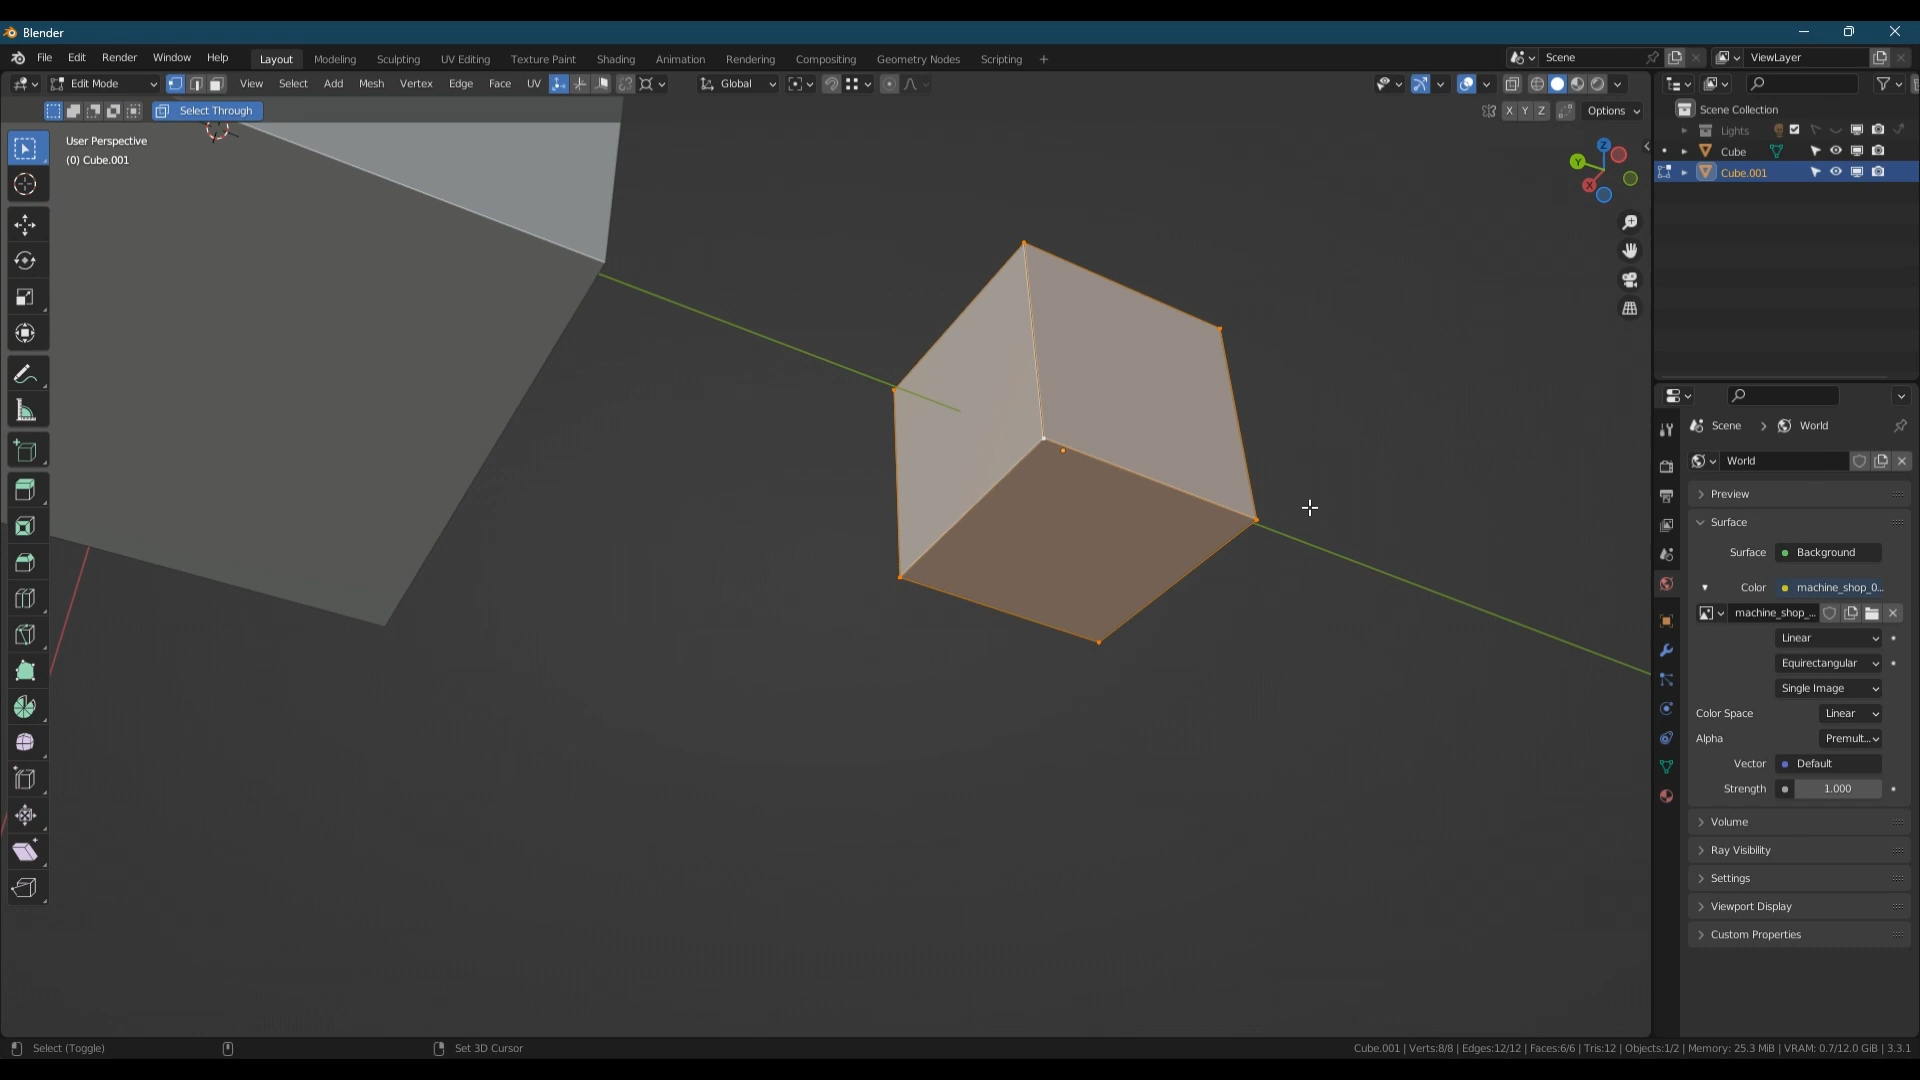 Blender
File Edit Render Window Help Layout Modeling Sculpting UV Editing Texture Paint Shading Animation Rendering Compositing Geometry Nodes Scripting + Scene ViewLayer
Edit Mode View Select Add Mesh Vertex Edge Face UV Global
Select Through X Y Z Options
User Perspective
(0) Cube.001
Z
Y
X
Scene Collection
Lights
Cube
Cube.001
Scene > World
World
Preview
Surface
Surface Background
Color machine_shop_0...
machine_shop_...
Linear
Equirectangular
Single Image
Color Space Linear
Alpha Premult...
Vector Default
Strength 1.000
Volume
Ray Visibility
Settings
Viewport Display
Custom Properties
Select (Toggle) Set 3D Cursor Cube.001 | Verts:8/8 | Edges:12/12 | Faces:6/6 | Tris:12 | Objects:1/2 | Memory: 25.3 MiB | VRAM: 0.7/12.0 GiB | 3.3.1